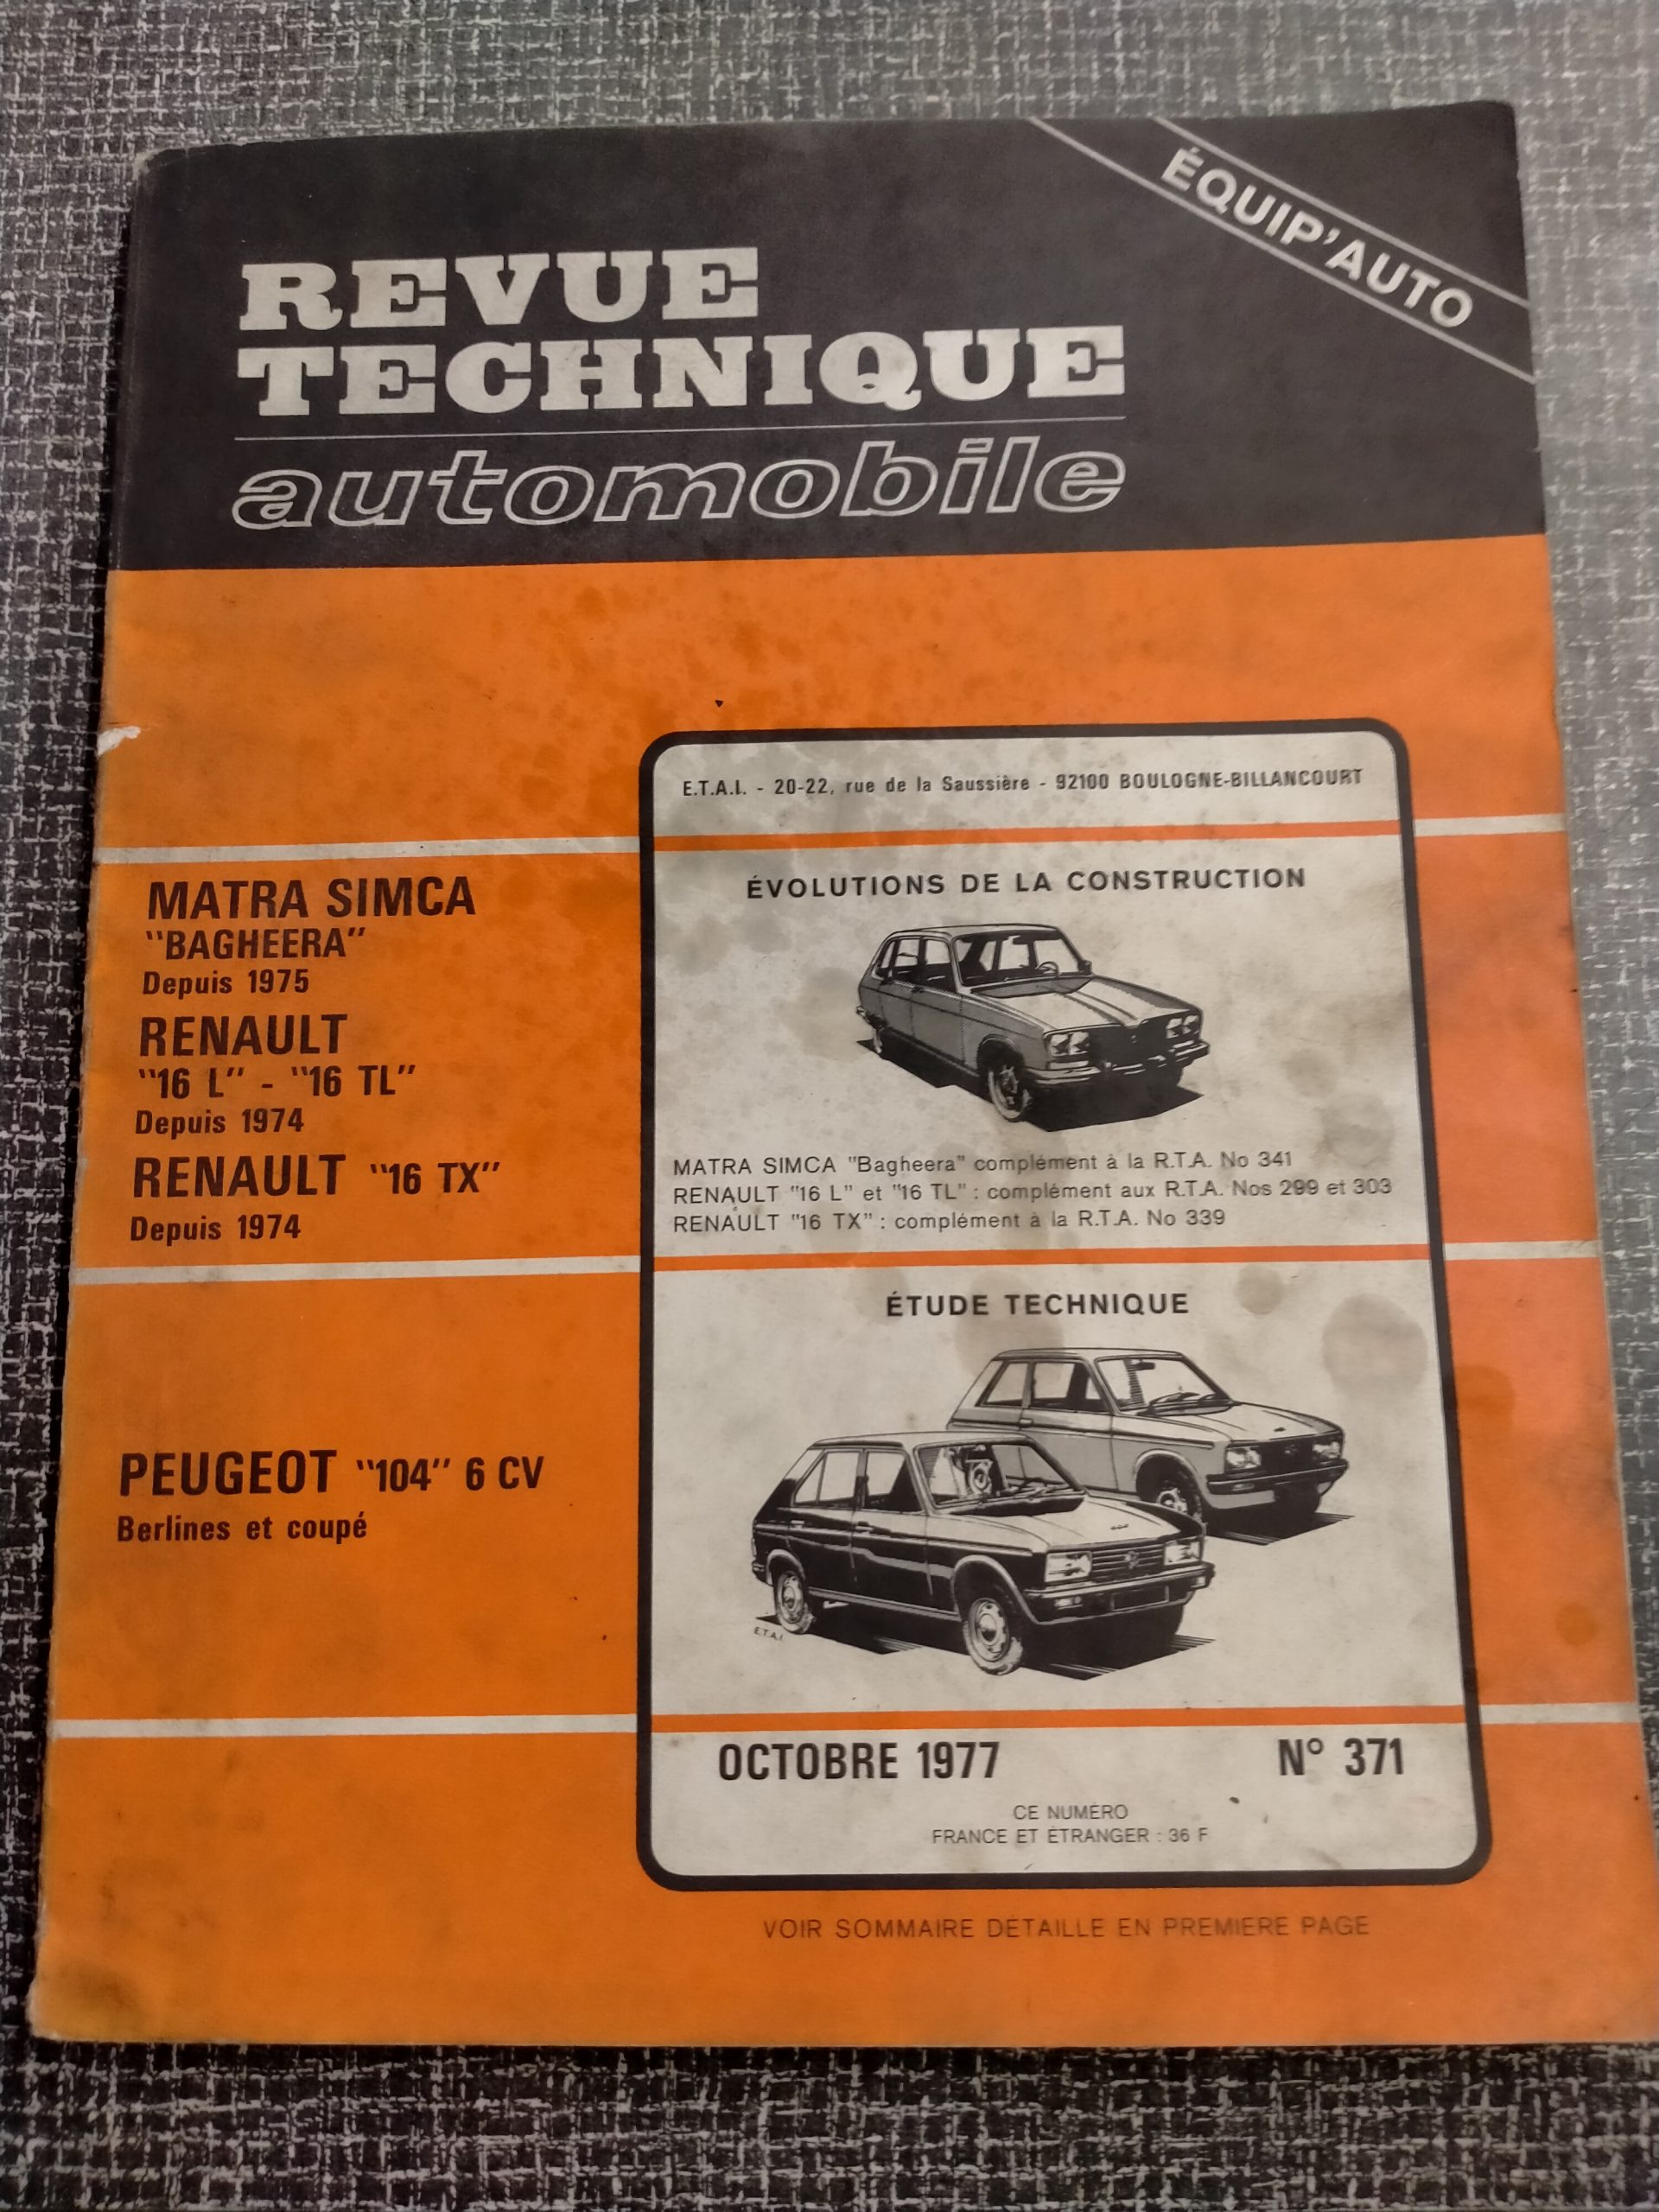 ÉQUIP'AUTO
REVUE
TECHNIQUE
automobile
E.T.A.I. - 20-22, rue de la Saussière - 92100 BOULOGNE-BILLANCOURT
MATRA SIMCA
"BAGHEERA"
Depuis 1975
RENAULT
"16 L" - "16 TL"
Depuis 1974
RENAULT "16 TX"
Depuis 1974
ÉVOLUTIONS DE LA CONSTRUCTION
MATRA SIMCA "Bagheera" complément à la R.T.A. No 341
RENAULT "16 L" et "16 TL" : complément aux R.T.A. Nos 299 et 303
RENAULT "16 TX" : complément à la R.T.A. No 339
PEUGEOT "104" 6 CV
Berlines et coupé
ÉTUDE TECHNIQUE
E.T.A.I.
OCTOBRE 1977 N° 371
CE NUMÉRO
FRANCE ET ÉTRANGER : 36 F
VOIR SOMMAIRE DÉTAILLÉ EN PREMIÈRE PAGE